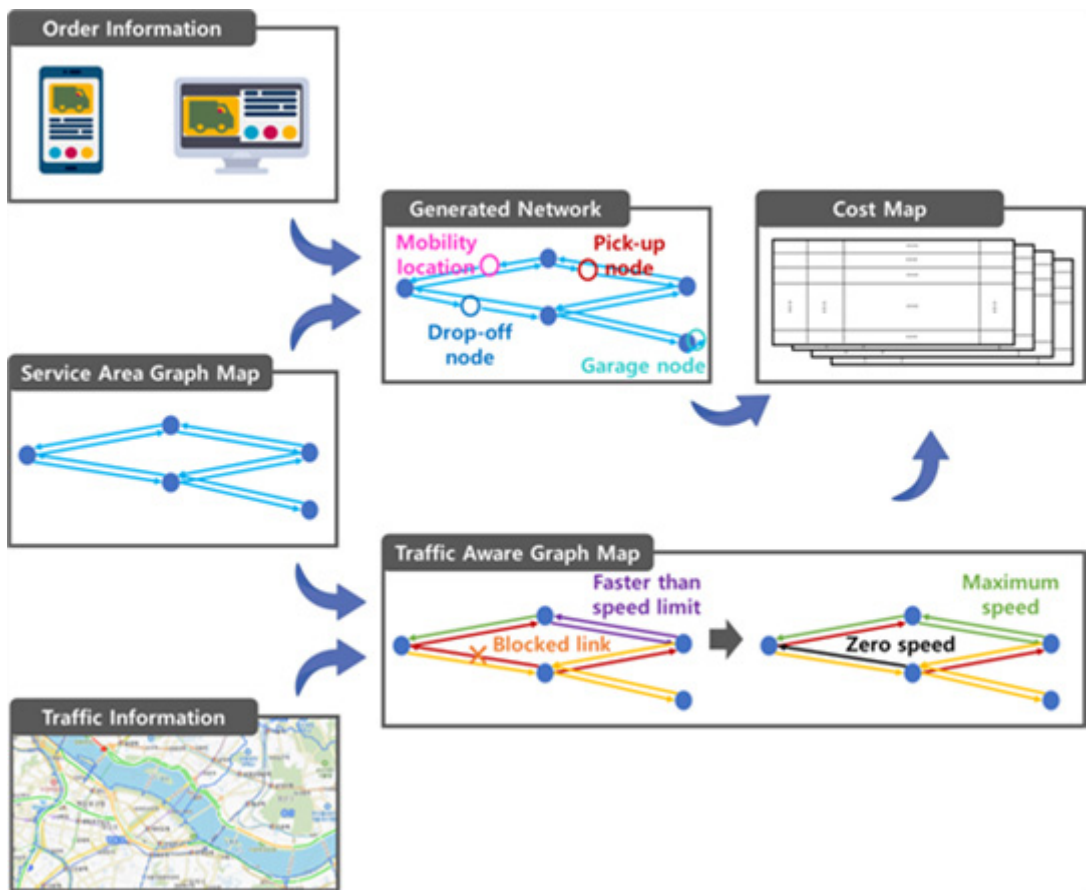 Order Information
Generated Network
Mobility
location
Pick-up
node
Drop-off
node
Garage node
Cost Map
Service Area Graph Map
Traffic Aware Graph Map
Faster than
speed limit
Blocked link
Maximum
speed
Zero speed
Traffic Information